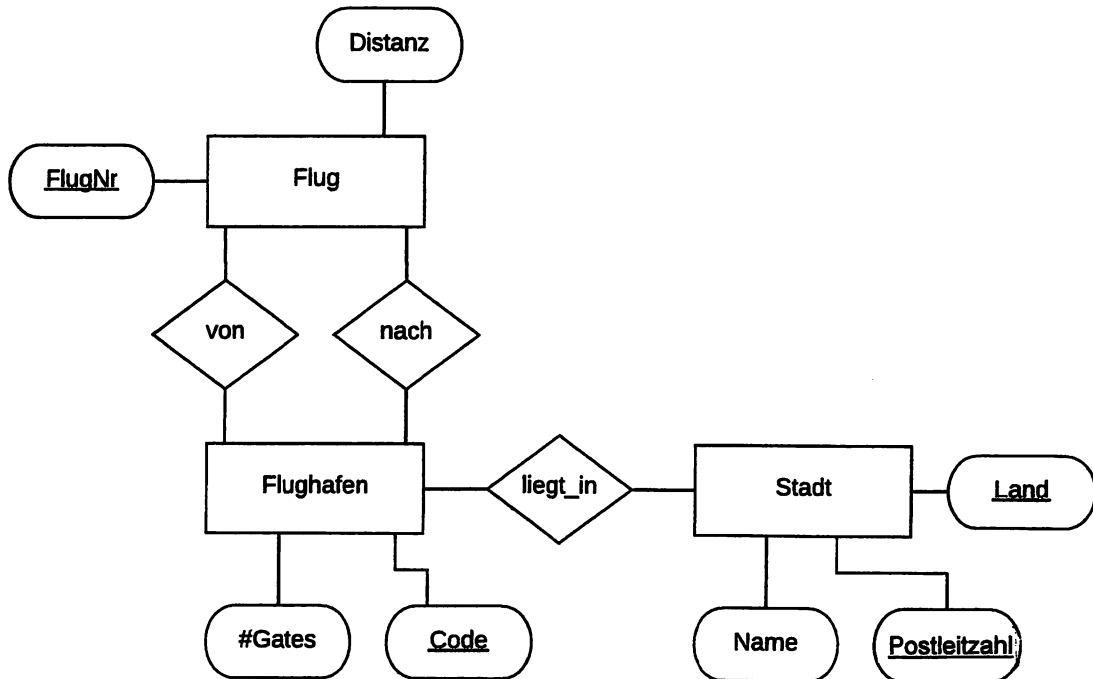 Distanz
FlugNr
Flug
von
nach
Flughafen
liegt_in
Stadt
Land
#Gates
Code
Name
Postleitzahl